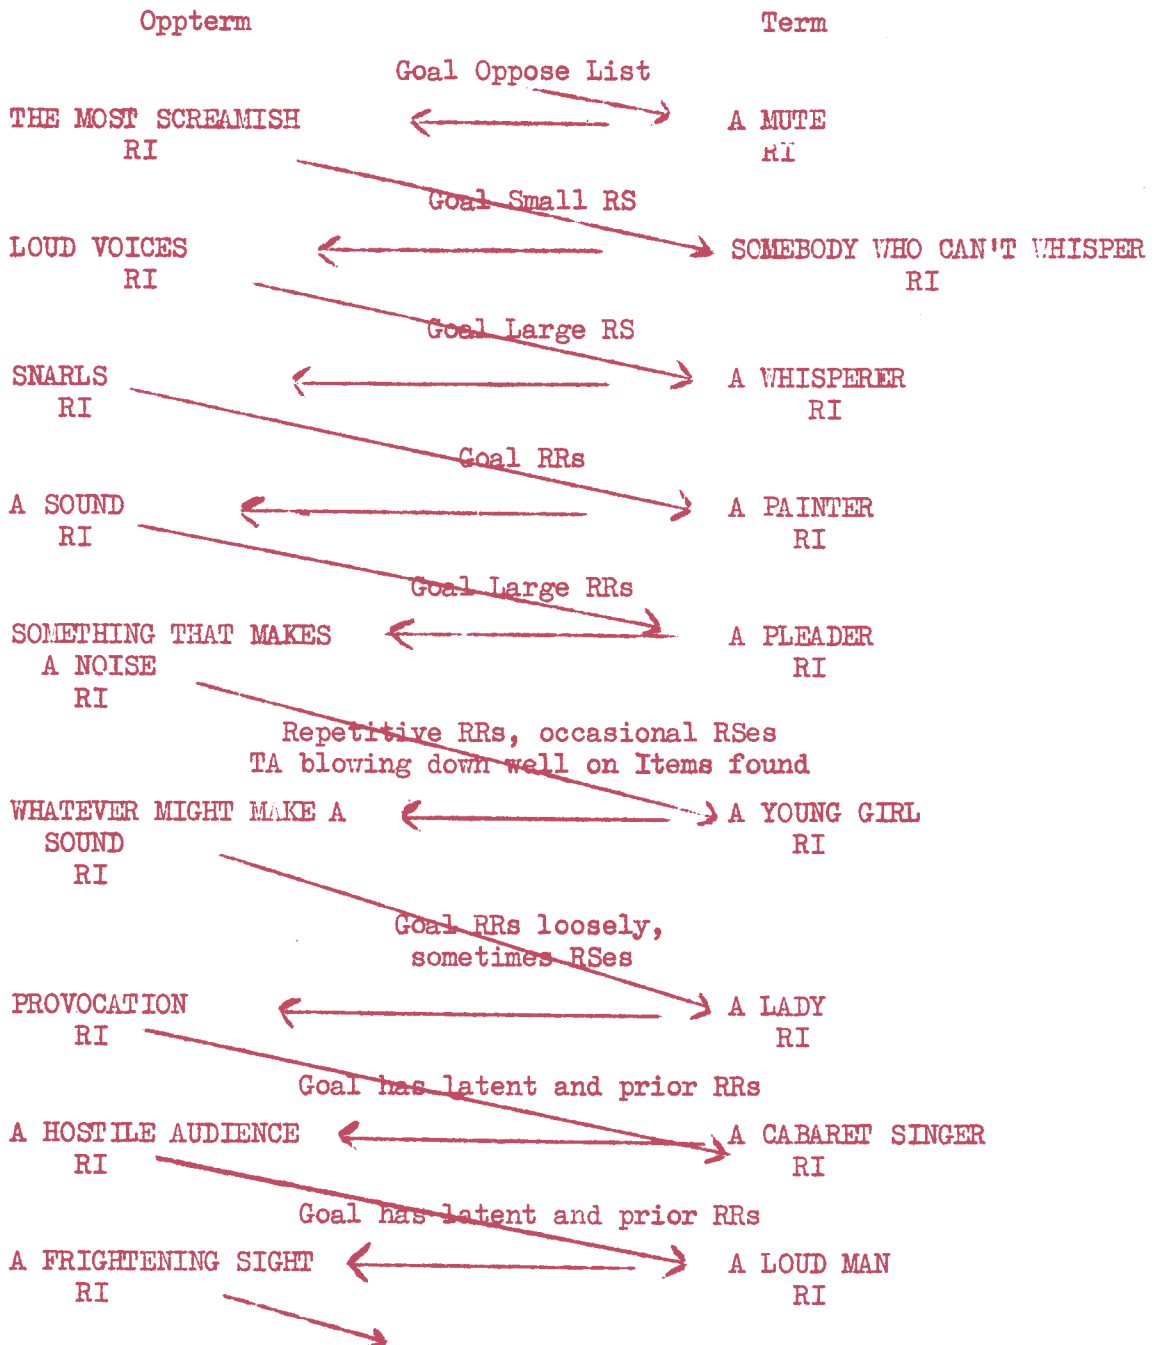 Oppterm Term
Goal Oppose List
THE MOST SCREAMISH A MUTE
RI RI
Goal Small RS
LOUD VOICES SOMEBODY WHO CAN'T WHISPER
RI RI
Goal Large RS
SNARLS A WHISPERER
RI RI
Goal RRs
A SOUND A PAINTER
RI RI
Goal Large RRs
SOMETHING THAT MAKES A PLEADER
A NOISE RI
RI
Repetitive RRs, occasional RSes
TA blowing down well on Items found
WHATEVER MIGHT MAKE A A YOUNG GIRL
SOUND RI
RI
Goal RRs loosely,
sometimes RSes
PROVOCATION A LADY
RI RI
Goal has latent and prior RRs
A HOSTILE AUDIENCE A CABARET SINGER
RI RI
Goal has latent and prior RRs
A FRIGHTENING SIGHT A LOUD MAN
RI RI